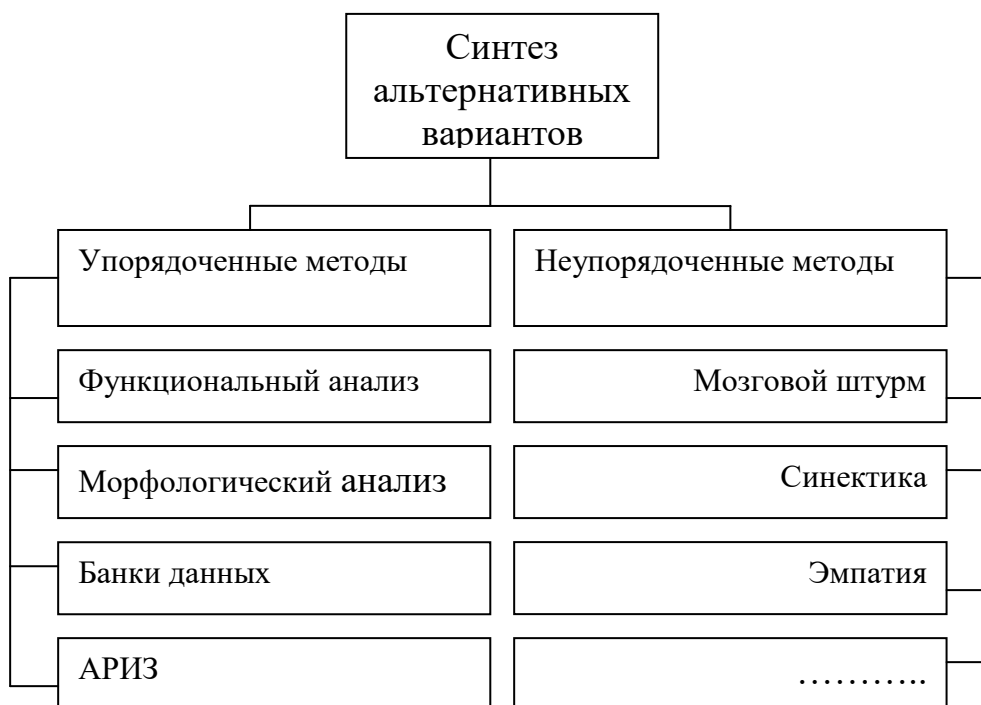 Синтез
альтернативных
вариантов
Упорядоченные методы
Неупорядоченные методы
Функциональный анализ
Мозговой штурм
Морфологический анализ
Синектика
Банки данных
Эмпатия
АРИЗ
………..